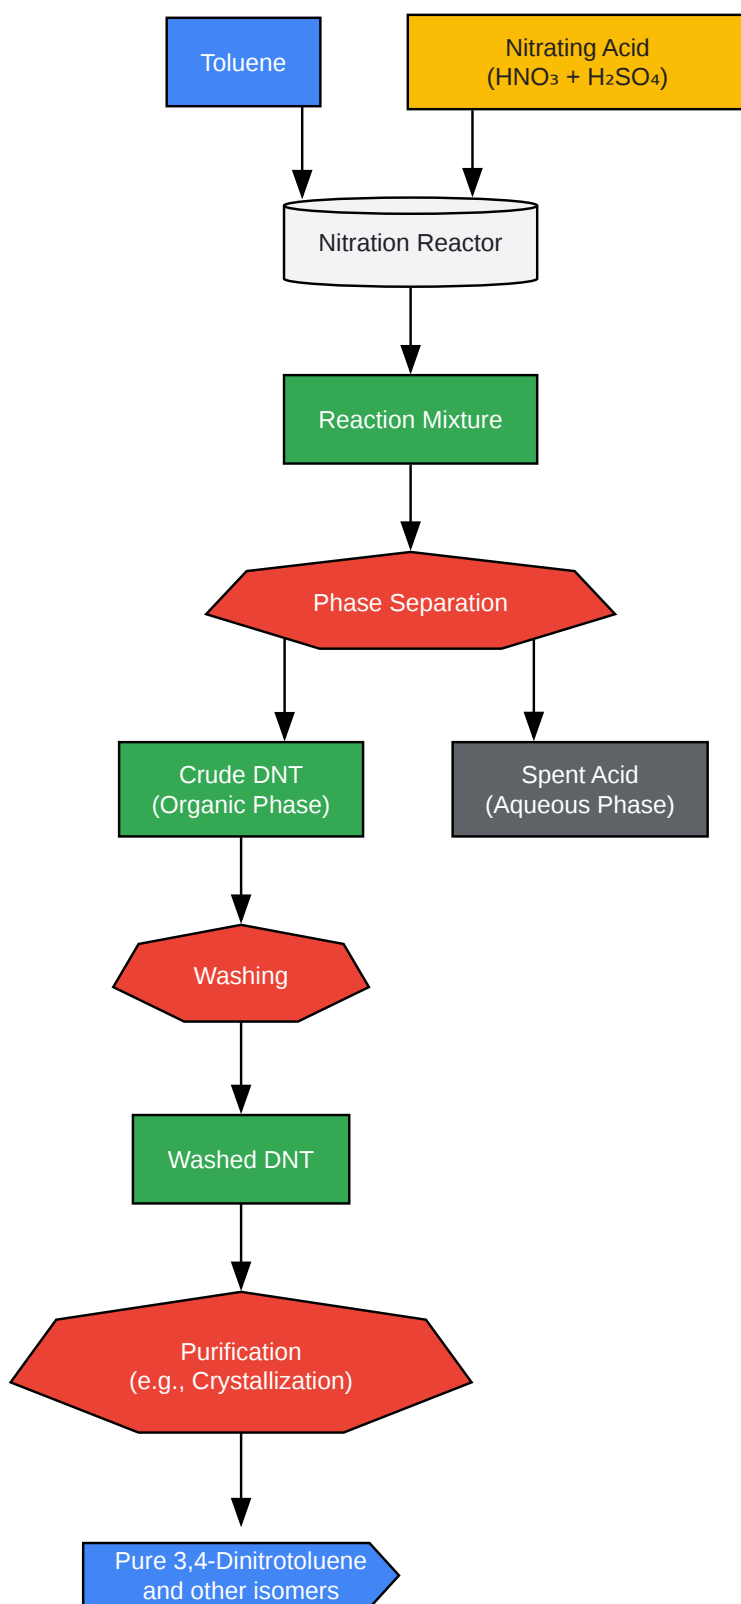 Toluene
Nitrating Acid
(HNO₃ + H₂SO₄)
Nitration Reactor
Reaction Mixture
Phase Separation
Crude DNT
(Organic Phase)
Spent Acid
(Aqueous Phase)
Washing
Washed DNT
Purification
(e.g., Crystallization)
Pure 3,4-Dinitrotoluene
and other isomers